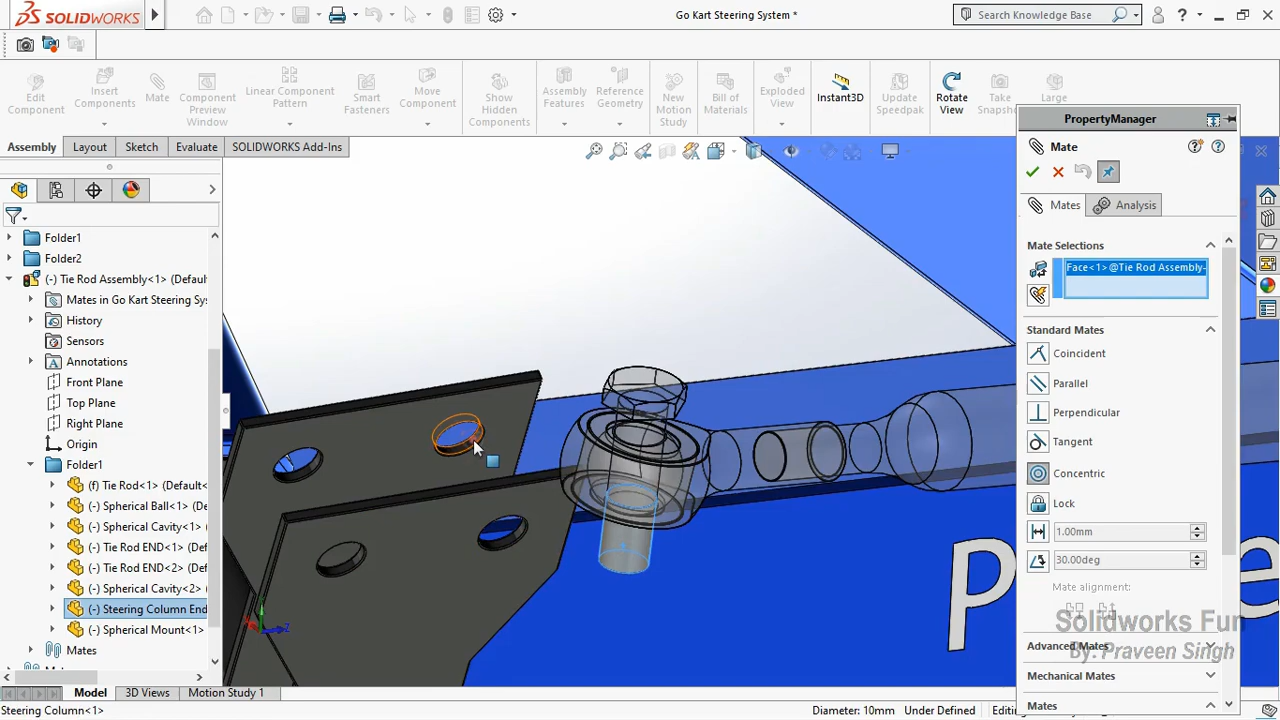 SOLIDWORKS
Go Kart Steering System *
Search Knowledge Base
Edit Component
Insert Components
Mate
Component Preview Window
Linear Component Pattern
Smart Fasteners
Move Component
Show Hidden Components
Assembly Features
Reference Geometry
New Motion Study
Bill of Materials
Exploded View
Instant3D
Update Speedpak
Rotate View
Take
Large
Assembly
Layout
Sketch
Evaluate
SOLIDWORKS Add-Ins
Folder1
Folder2
(-) Tie Rod Assembly<1> (Defau
Mates in Go Kart Steering Sys
History
Sensors
Annotations
Front Plane
Top Plane
Right Plane
Origin
Folder1
(f) Tie Rod<1> (Default<
(-) Spherical Ball<1> (De
(-) Spherical Cavity<1>
(-) Tie Rod END<1> (Def
(-) Tie Rod END<2> (Def
(-) Spherical Cavity<2>
(-) Steering Column End
(-) Spherical Mount<1>
Mates
PropertyManager
Mate
Mates
Analysis
Mate Selections
Face<1>@Tie Rod Assembly-
Standard Mates
Coincident
Parallel
Perpendicular
Tangent
Concentric
Lock
1.00mm
30.00deg
Mate alignment:
Advanced Mates
Mechanical Mates
Mates
Solidworks Fun
By: Praveen Singh
Model
3D Views
Motion Study 1
Steering Column<1>
Diameter: 10mm
Under Defined